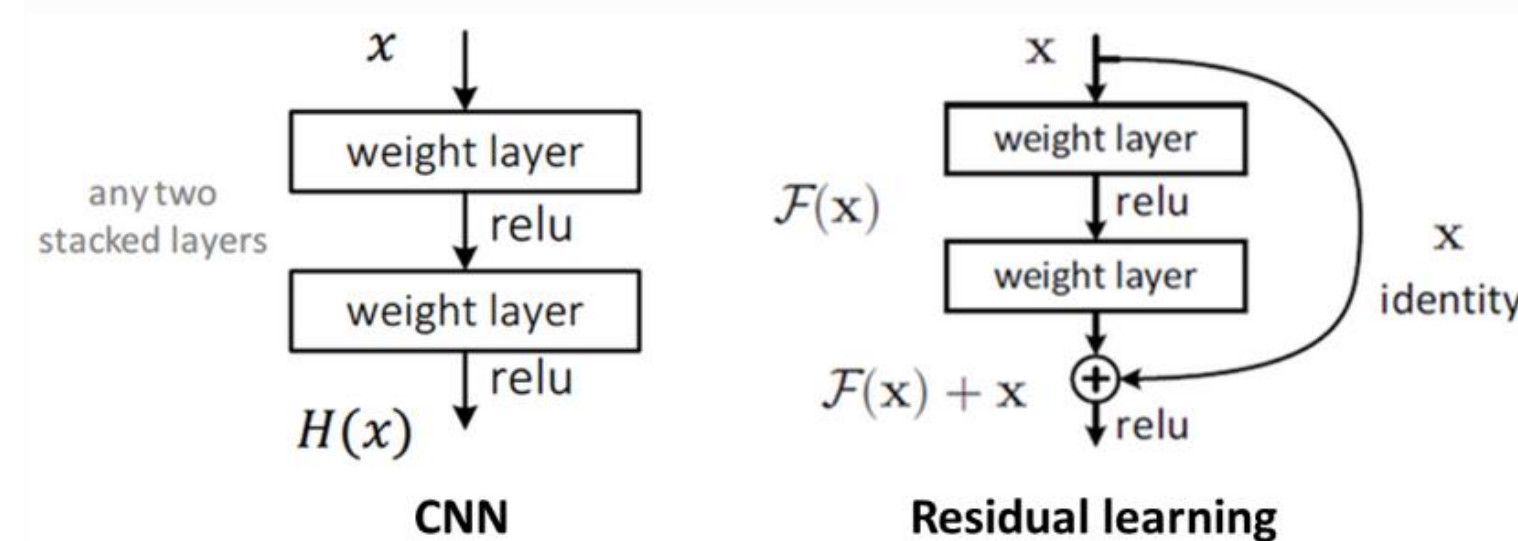 x
weight layer
any two
stacked layers
relu
weight layer
relu
H(x)
CNN
x
weight layer
F(x)
relu
weight layer
x
identity
F(x) + x
+
relu
Residual learning